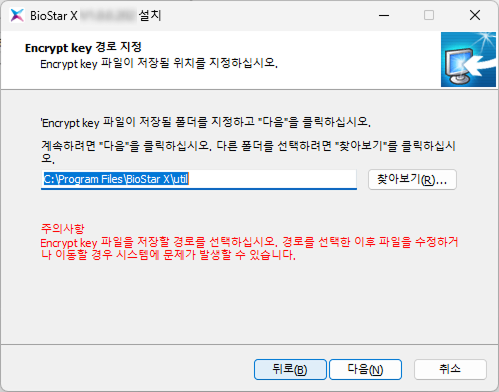 BioStar X 설치
Encrypt key 경로 지정
Encrypt key 파일이 저장될 위치를 지정하십시오.
'Encrypt key 파일이 저장될 폴더를 지정하고 "다음"을 클릭하십시오.
계속하려면 "다음"을 클릭하십시오. 다른 폴더를 선택하려면 "찾아보기"를 클릭하십시
오.
C:\Program Files\BioStar X\util
찾아보기(R)...
주의사항
Encrypt key 파일을 저장할 경로를 선택하십시오. 경로를 선택한 이후 파일을 수정하거
나 이동할 경우 시스템에 문제가 발생할 수 있습니다.
뒤로(B)
다음(N)
취소